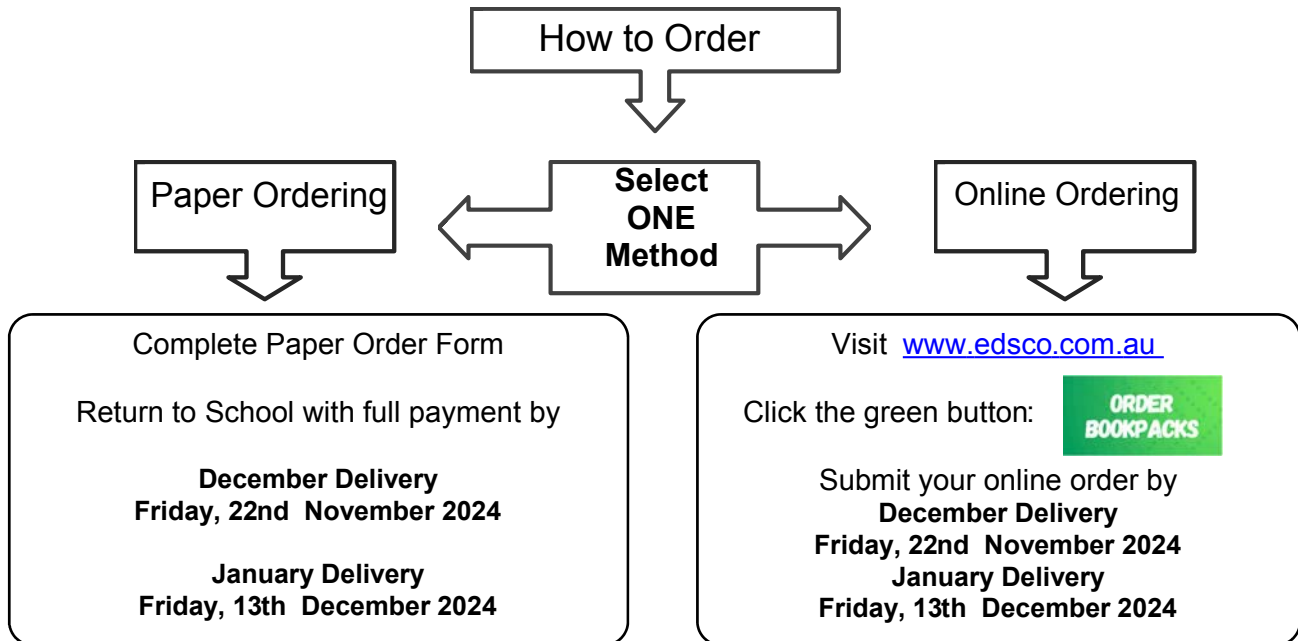 How to Order
Select
ONE
Method
Paper Ordering
Complete Paper Order Form
Return to School with full payment by
December Delivery
Friday, 22nd November 2024
January Delivery
Friday, 13th December 2024
Online Ordering
Visit www.edsco.com.au
Click the green button:
ORDER
BOOKPACKS
Submit your online order by
December Delivery
Friday, 22nd November 2024
January Delivery
Friday, 13th December 2024